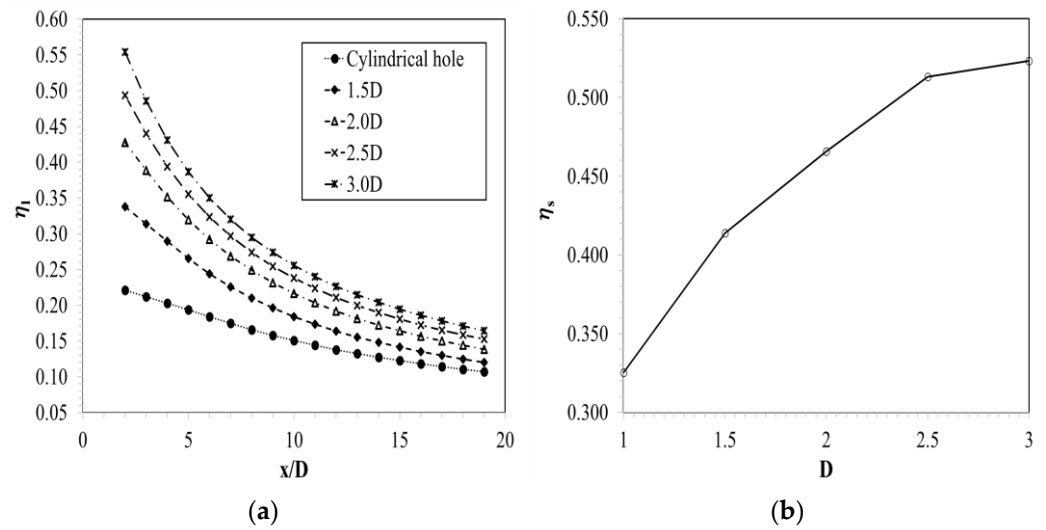 0.60
0.55
0.50
0.45
0.40
0.35
0.30
0.25
0.20
0.15
0.10
0.05
η₁
Cylindrical hole
1.5D
2.0D
2.5D
3.0D
0 5 10 15 20
x/D
(a)
0.550
0.500
0.450
0.400
0.350
0.300
ηₛ
1 1.5 2 2.5 3
D
(b)